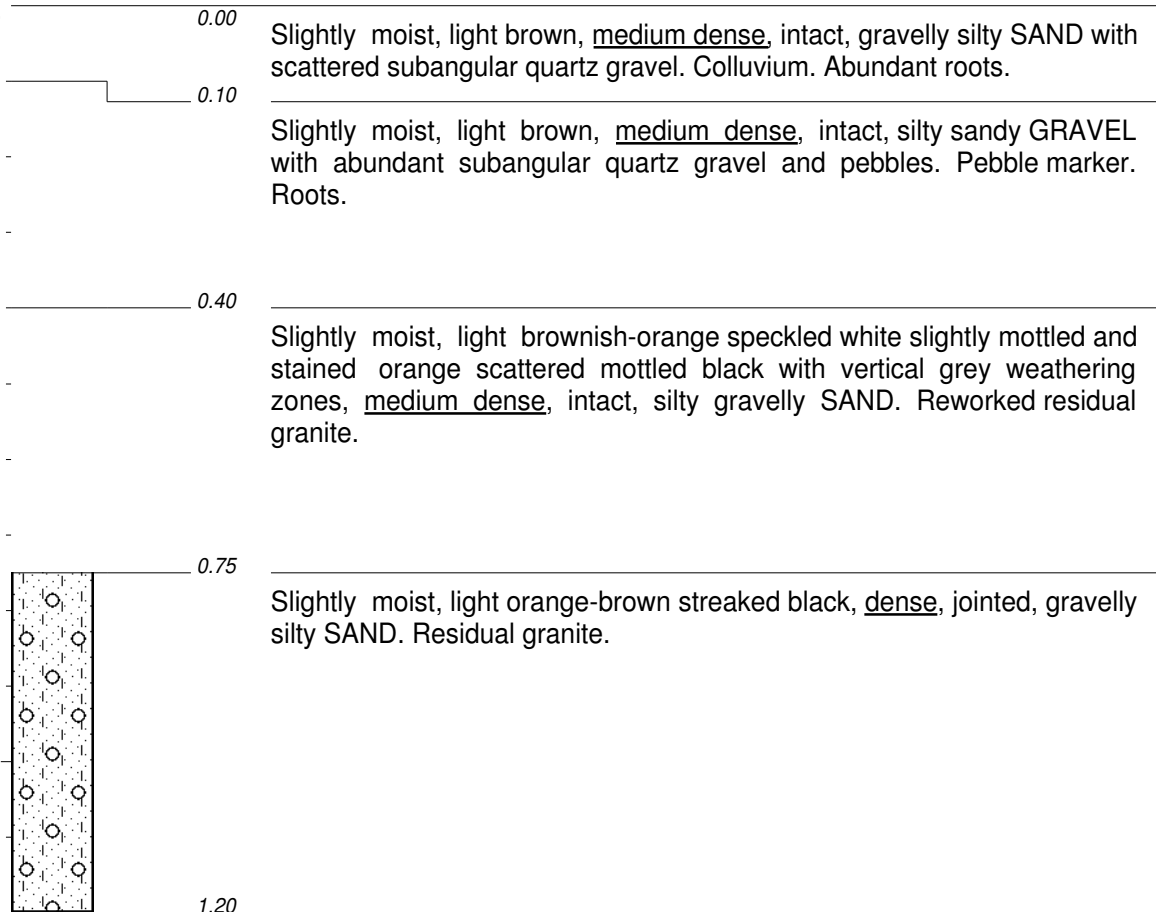 0.00
Slightly moist, light brown, medium dense, intact, gravelly silty SAND with
scattered subangular quartz gravel. Colluvium. Abundant roots.
0.10
Slightly moist, light brown, medium dense, intact, silty sandy GRAVEL
with abundant subangular quartz gravel and pebbles. Pebble marker.
Roots.
0.40
Slightly moist, light brownish-orange speckled white slightly mottled and
stained orange scattered mottled black with vertical grey weathering
zones, medium dense, intact, silty gravelly SAND. Reworked residual
granite.
0.75
Slightly moist, light orange-brown streaked black, dense, jointed, gravelly
silty SAND. Residual granite.
1.20